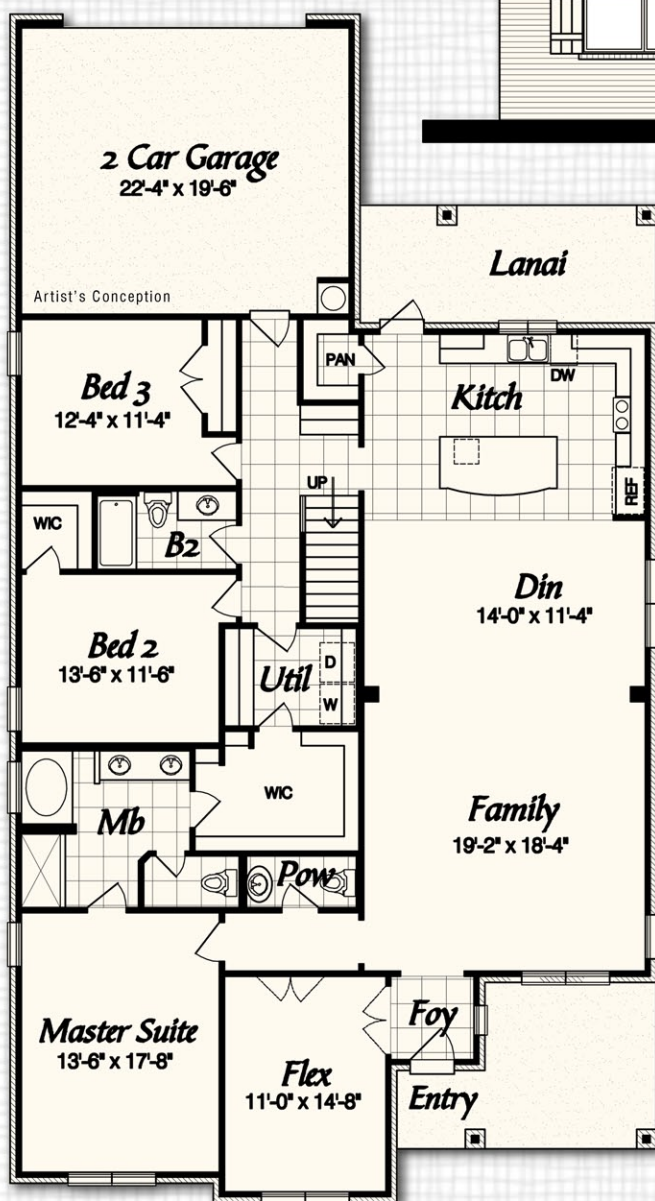 2 Car Garage
22'-4" x 19'-6"
Artist's Conception
Lanai
PAN
DW
Kitch
Bed 3
12'-4" x 11'-4"
REF
UP
WIC
B2
Din
14'-0" x 11'-4"
Bed 2
13'-6" x 11'-6"
D
Util
W
WIC
Mb
Family
19'-2" x 18'-4"
Pow
Foy
Master Suite
13'-6" x 17'-8"
Flex
11'-0" x 14'-8"
Entry